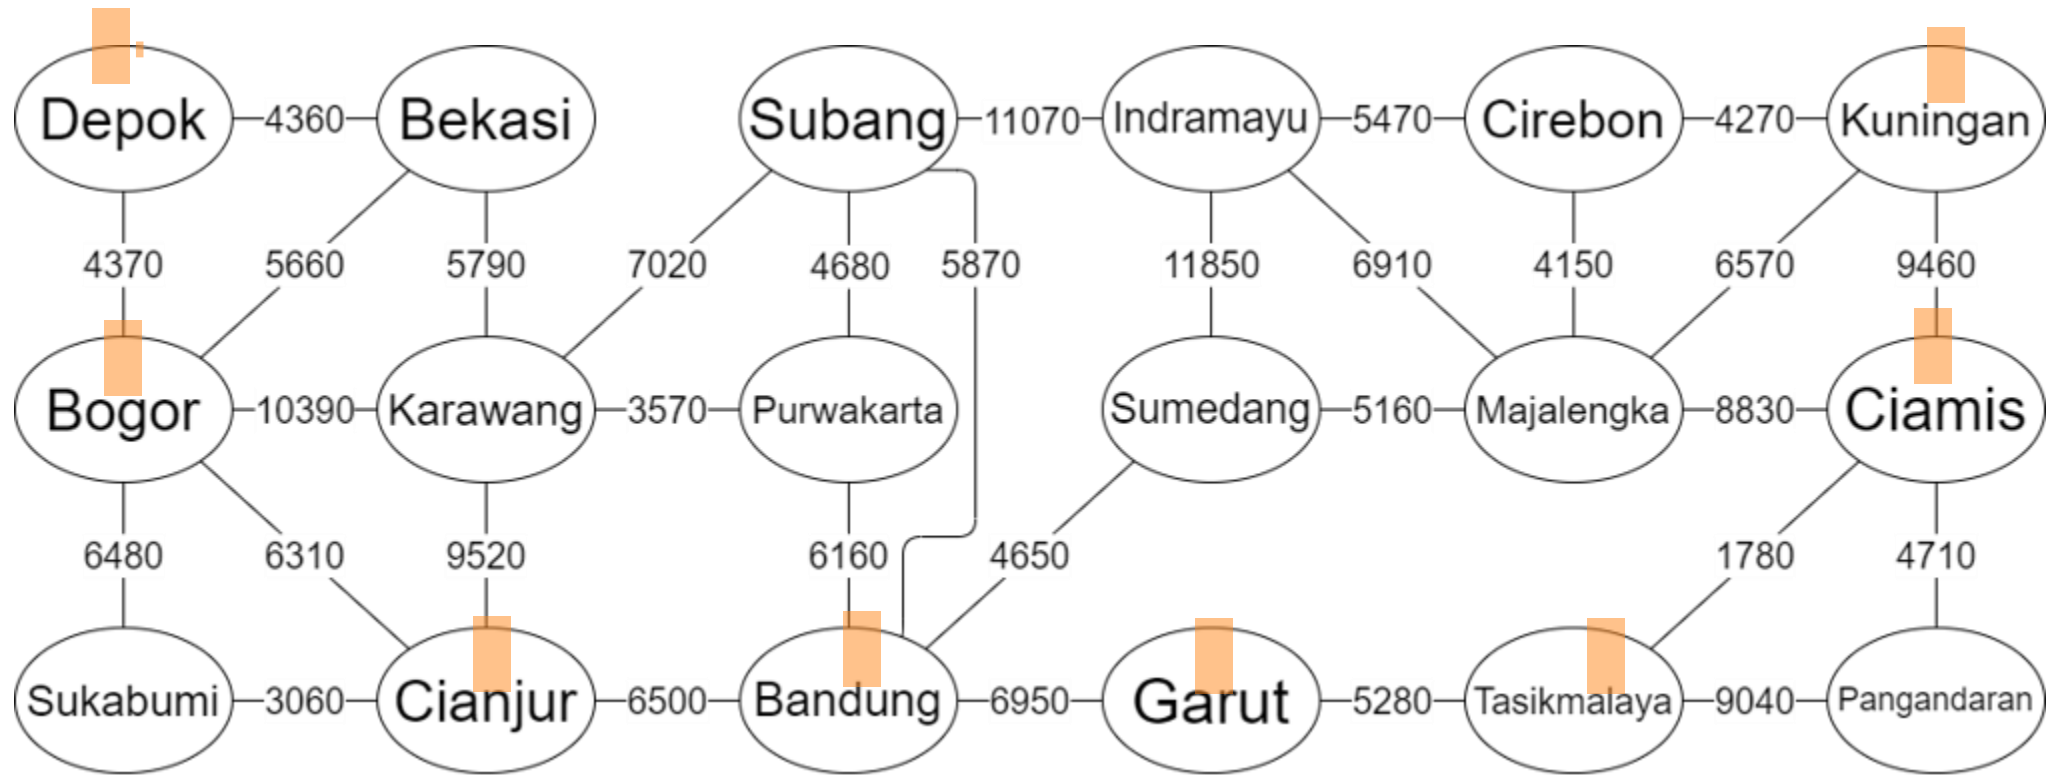 Depok 4360 Bekasi Subang 11070 Indramayu 5470 Cirebon 4270 Kuningan
4370 5660 5790 7020 4680 5870 11850 6910 4150 6570 9460
Bogor 10390 Karawang 3570 Purwakarta Sumedang 5160 Majalengka 8830 Ciamis
6480 6310 9520 6160 4650 1780 4710
Sukabumi 3060 Cianjur 6500 Bandung 6950 Garut 5280 Tasikmalaya 9040 Pangandaran